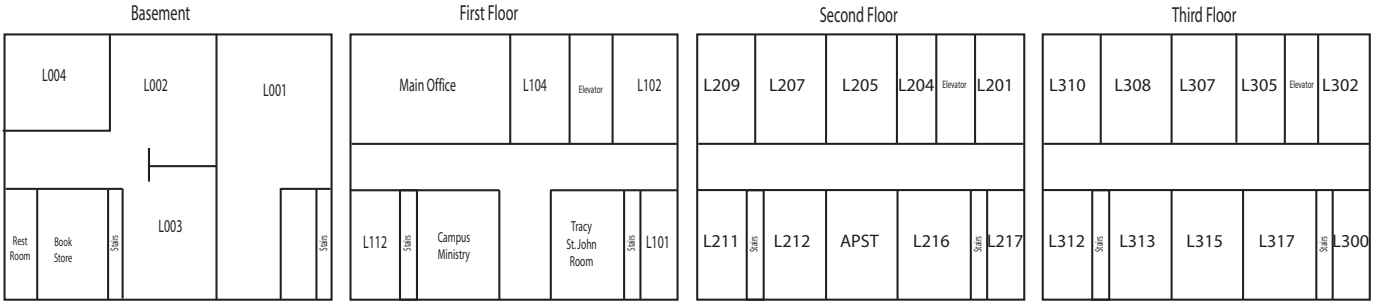 Basement
L004
L002
L001
L003
Rest
Room
Book
Store
Stairs
Stairs
First Floor
Main Office
L104
Elevator
L102
L112
Stairs
Campus
Ministry
Tracy
St.John
Room
Stairs
L101
Second Floor
L209
L207
L205
L204
Elevator
L201
L211
Stairs
L212
APST
L216
Stairs
L217
Third Floor
L310
L308
L307
L305
Elevator
L302
L312
Stairs
L313
L315
L317
Stairs
L300